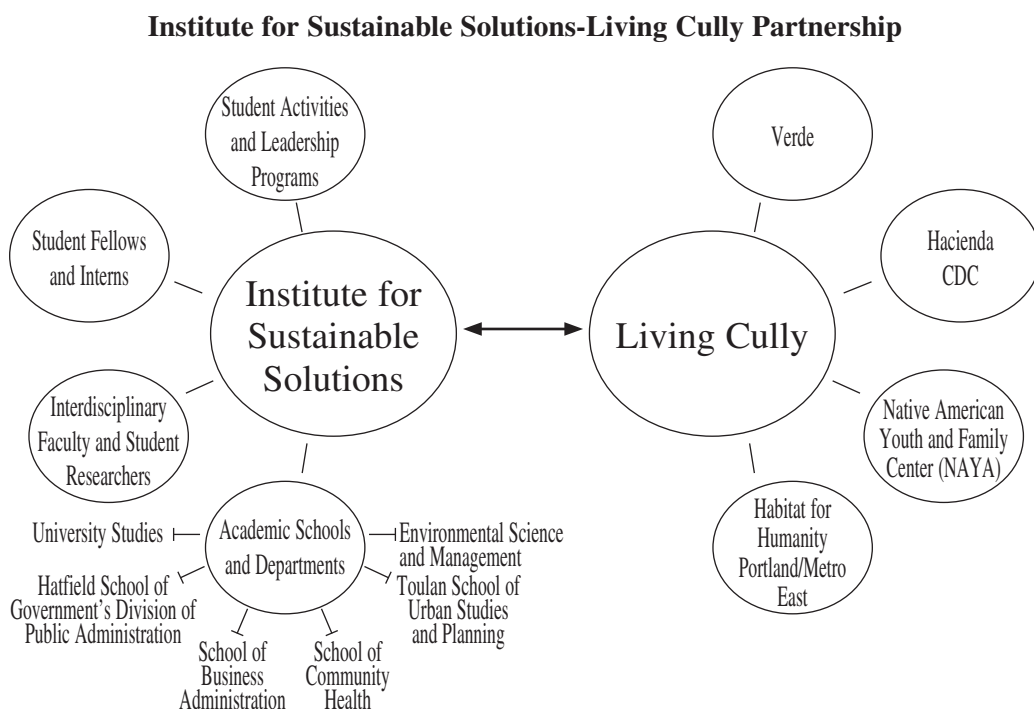 Institute for Sustainable Solutions-Living Cully Partnership
Student Activities
and Leadership
Programs
Student Fellows
and Interns
Institute for
Sustainable
Solutions
Interdisciplinary
Faculty and Student
Researchers
Academic Schools
and Departments
University Studies
Hatfield School of
Government's Division of
Public Administration
School of
Business
Administration
School of
Community
Health
Environmental Science
and Management
Toulan School of
Urban Studies
and Planning
Verde
Hacienda
CDC
Living Cully
Native American
Youth and Family
Center (NAYA)
Habitat for
Humanity
Portland/Metro
East